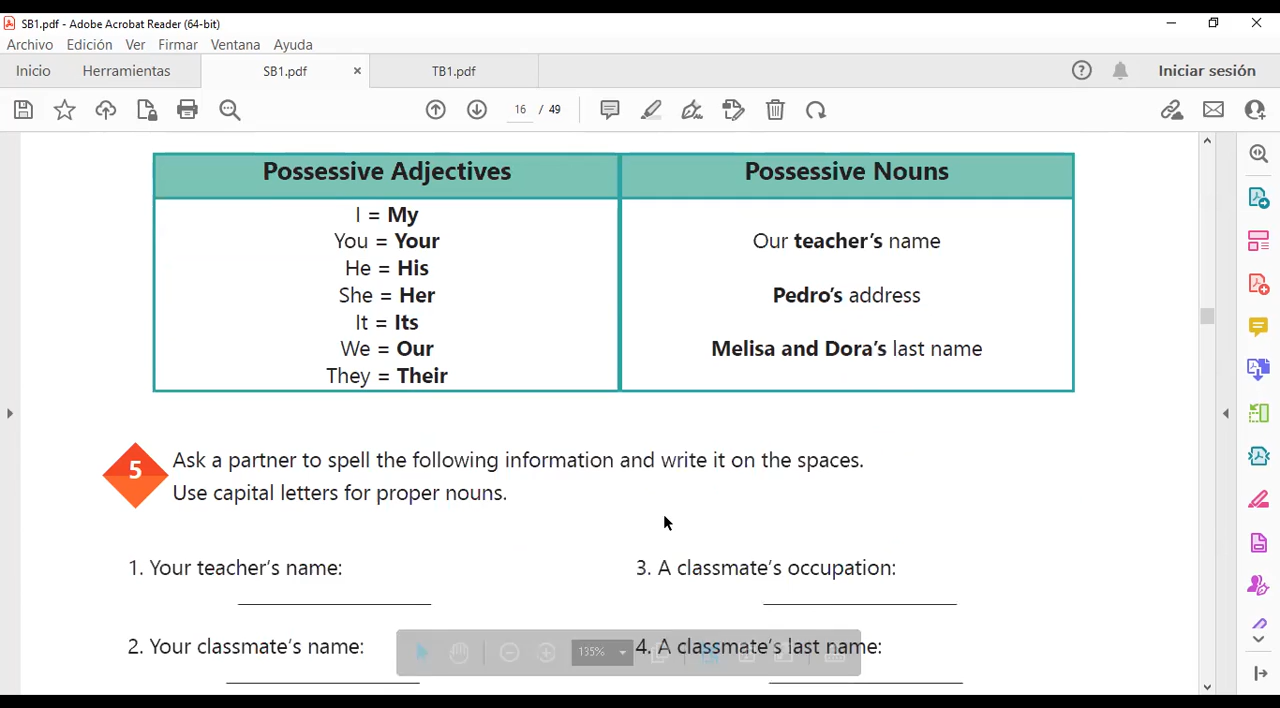 SB1.pdf - Adobe Acrobat Reader (64-bit)
Archivo Edición Ver Firmar Ventana Ayuda
Inicio Herramientas SB1.pdf × TB1.pdf Iniciar sesión
16 / 49
Possessive Adjectives Possessive Nouns
I = My
You = Your
He = His
She = Her
It = Its
We = Our
They = Their
Our teacher's name
Pedro's address
Melisa and Dora's last name
5 Ask a partner to spell the following information and write it on the spaces.
Use capital letters for proper nouns.
1. Your teacher's name:
3. A classmate's occupation:
2. Your classmate's name:
135%
4. A classmate's last name: